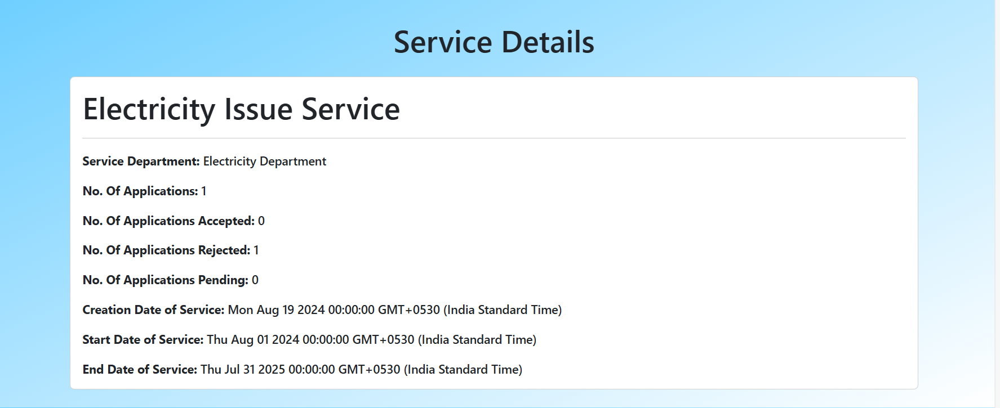 Service Details
Electricity Issue Service
Service Department: Electricity Department
No. Of Applications: 1
No. Of Applications Accepted: 0
No. Of Applications Rejected: 1
No. Of Applications Pending: 0
Creation Date of Service: Mon Aug 19 2024 00:00:00 GMT+0530 (India Standard Time)
Start Date of Service: Thu Aug 01 2024 00:00:00 GMT+0530 (India Standard Time)
End Date of Service: Thu Jul 31 2025 00:00:00 GMT+0530 (India Standard Time)